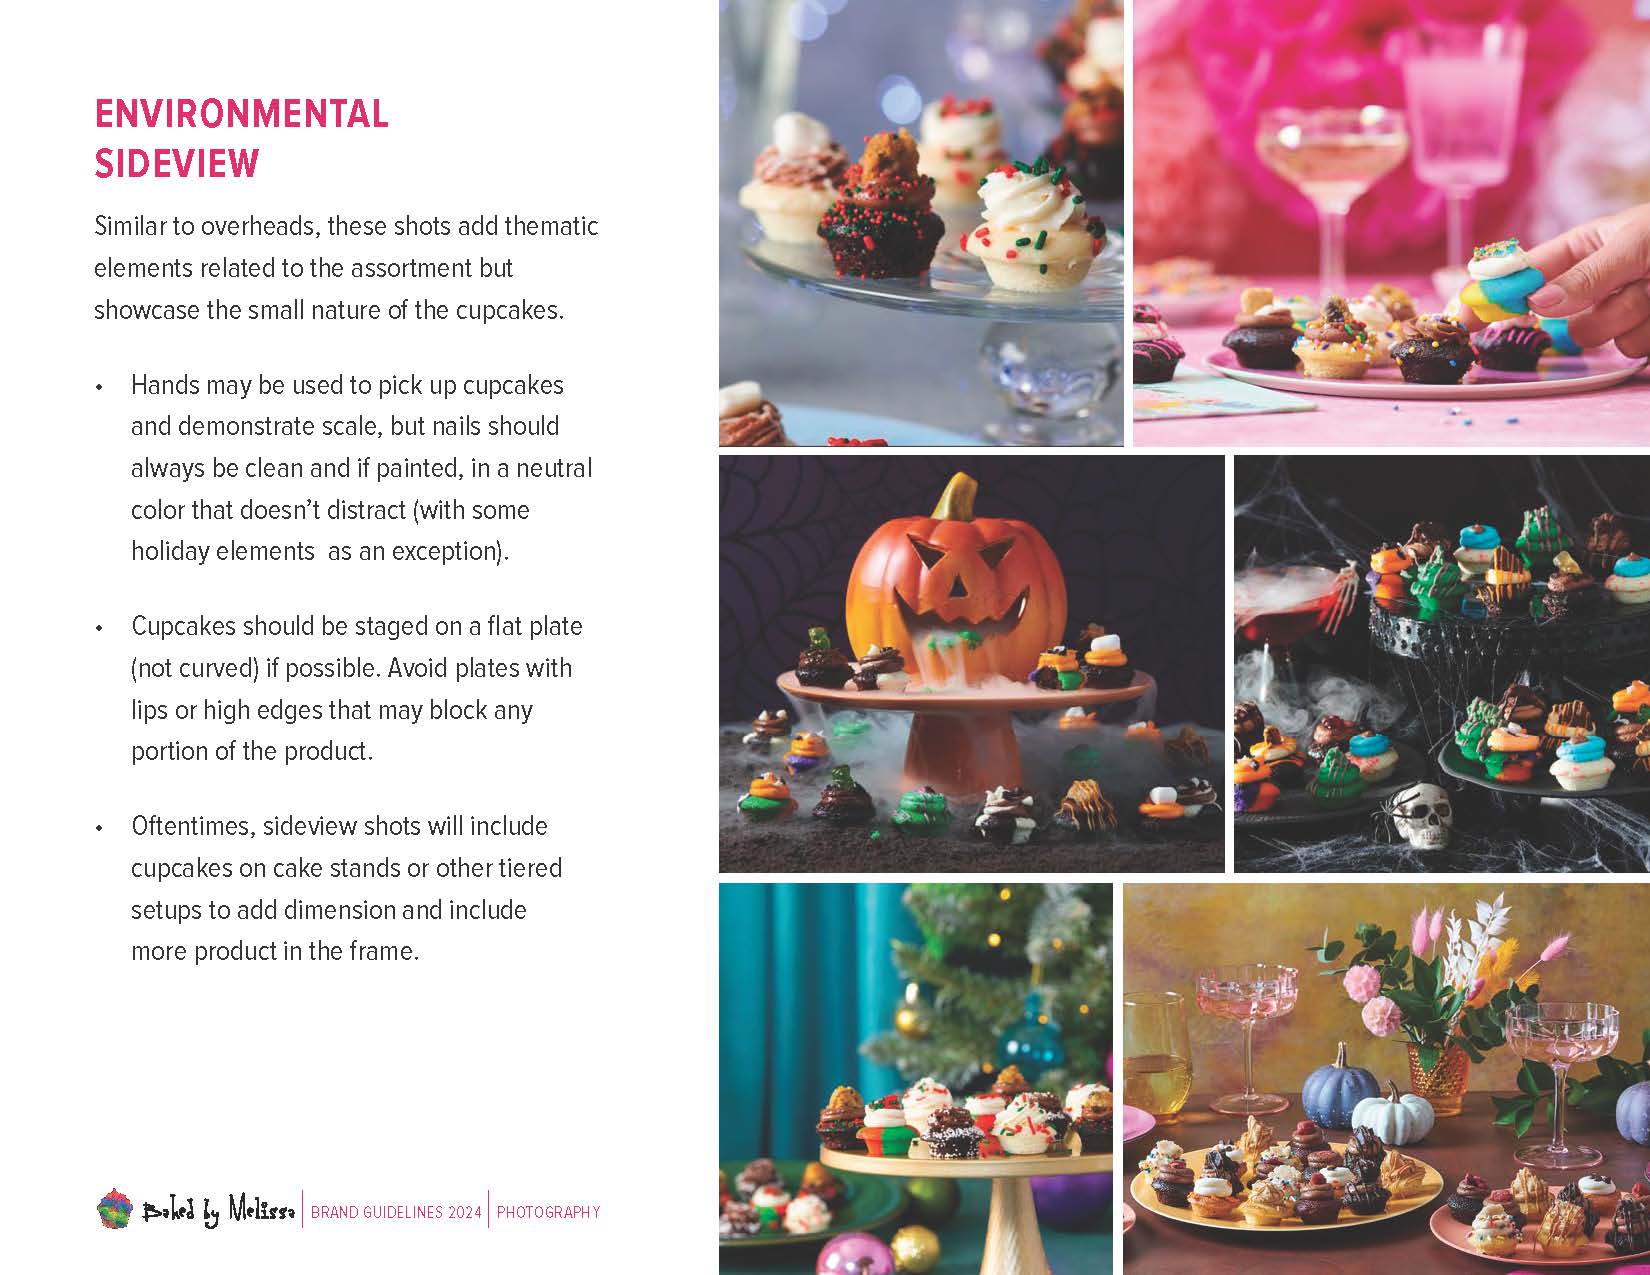 ENVIRONMENTAL
SIDEVIEW
Similar to overheads, these shots add thematic
elements related to the assortment but
showcase the small nature of the cupcakes.
• Hands may be used to pick up cupcakes
and demonstrate scale, but nails should
always be clean and if painted, in a neutral
color that doesn’t distract (with some
holiday elements  as an exception).
• Cupcakes should be staged on a flat plate
(not curved) if possible. Avoid plates with
lips or high edges that may block any
portion of the product.
• Oftentimes, sideview shots will include
cupcakes on cake stands or other tiered
setups to add dimension and include
more product in the frame.
Baked by Melissa | BRAND GUIDELINES 2024 | PHOTOGRAPHY